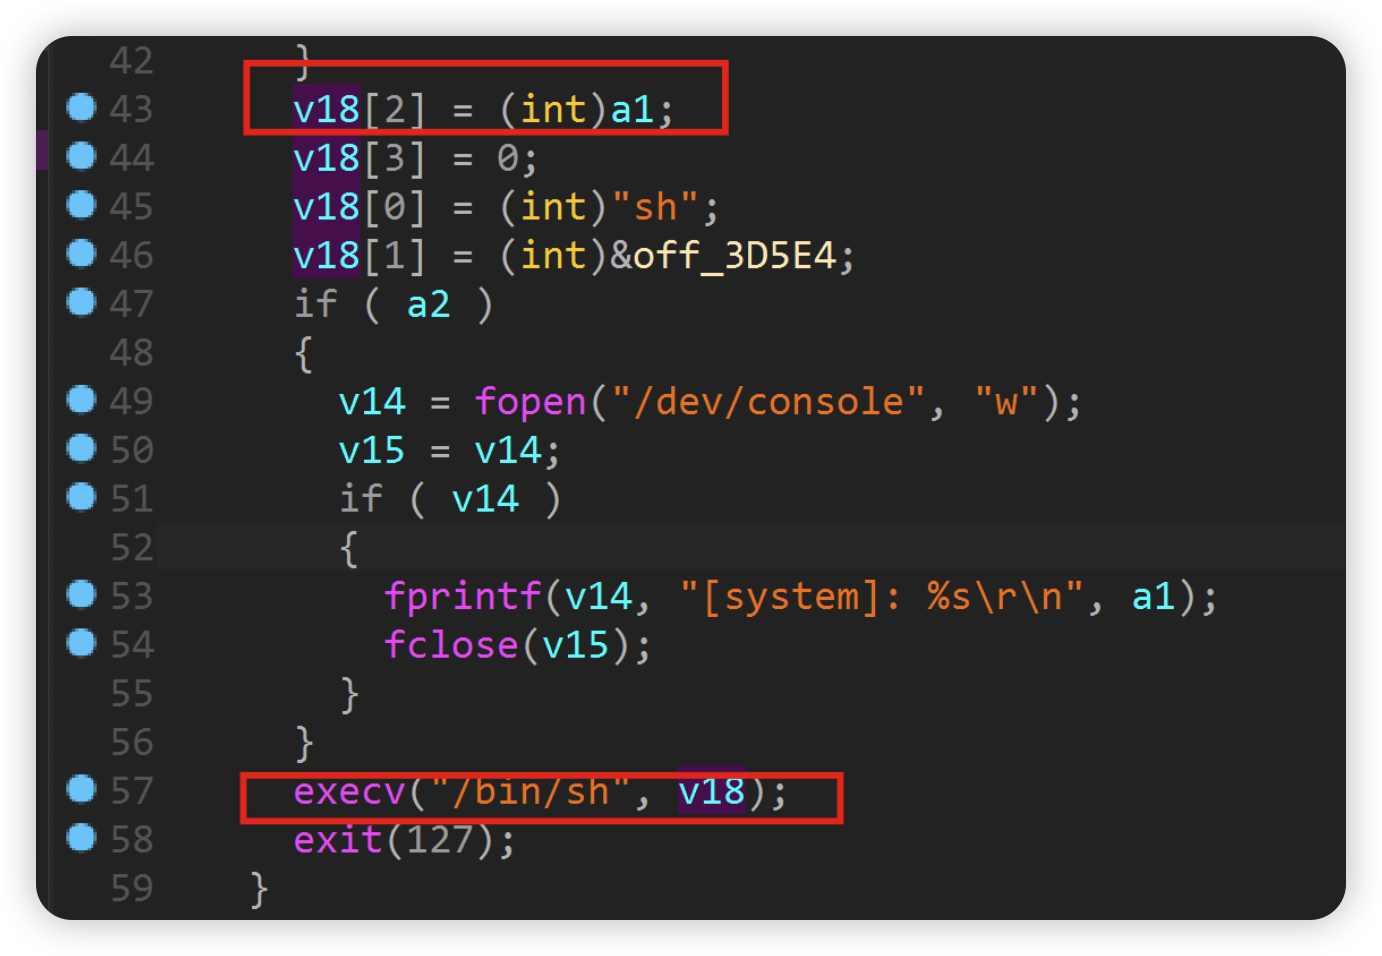 42 }
43 v18[2] = (int)a1;
44 v18[3] = 0;
45 v18[0] = (int)"sh";
46 v18[1] = (int)&off_3D5E4;
47 if ( a2 )
48 {
49 v14 = fopen("/dev/console", "w");
50 v15 = v14;
51 if ( v14 )
52 {
53 fprintf(v14, "[system]: %s\r\n", a1);
54 fclose(v15);
55 }
56 }
57 execv("/bin/sh", v18);
58 exit(127);
59 }